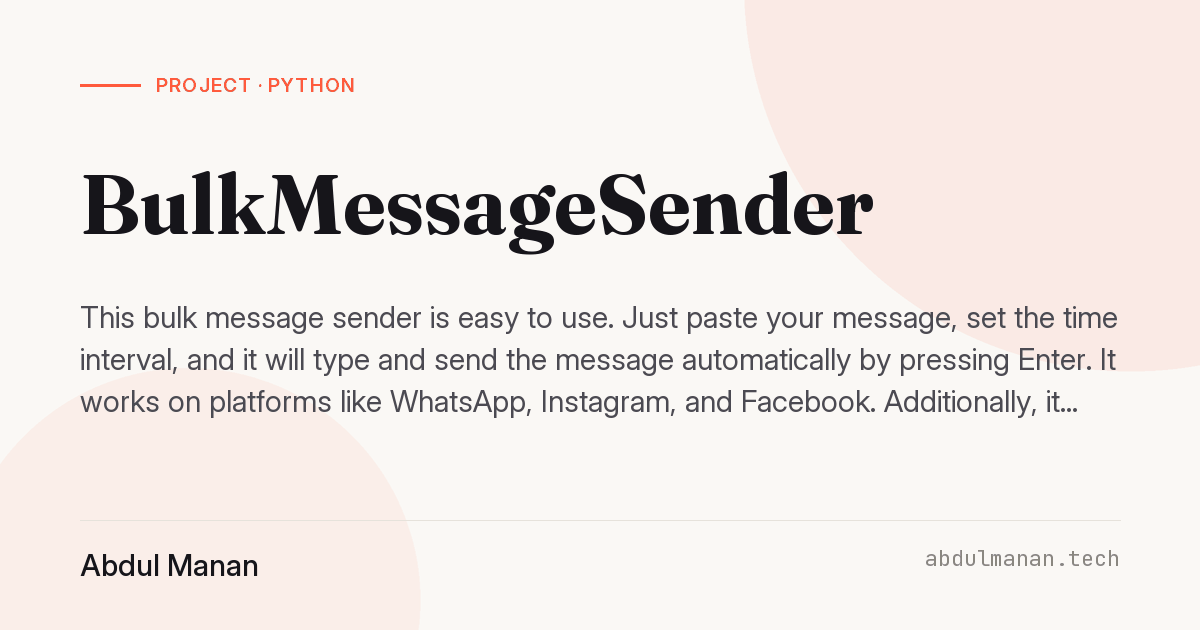 PROJECT · PYTHON
BulkMessageSender
This bulk message sender is easy to use. Just paste your message, set the time
interval, and it will type and send the message automatically by pressing Enter. It
works on platforms like WhatsApp, Instagram, and Facebook. Additionally, it...
Abdul Manan
abdulmanan.tech